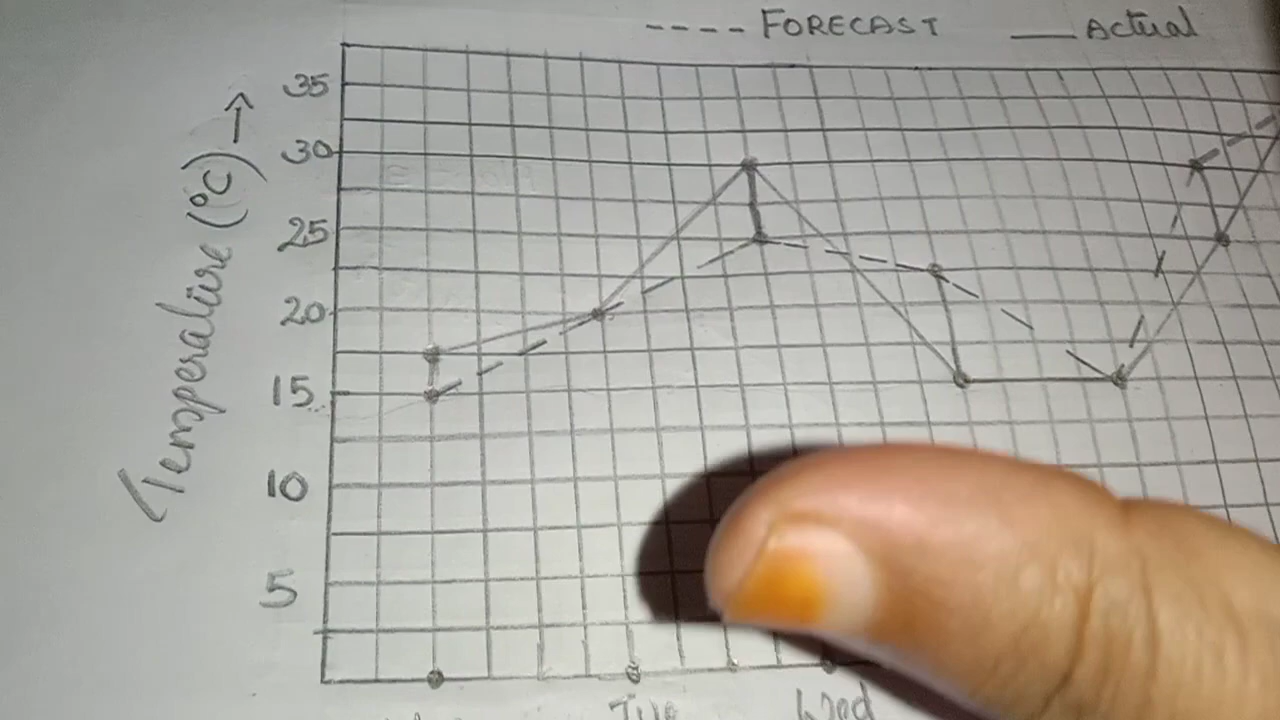 ---- FORECAST ___ Actual
35
30
25
20
15
10
5
Temperature (°C) →
Tue Wed